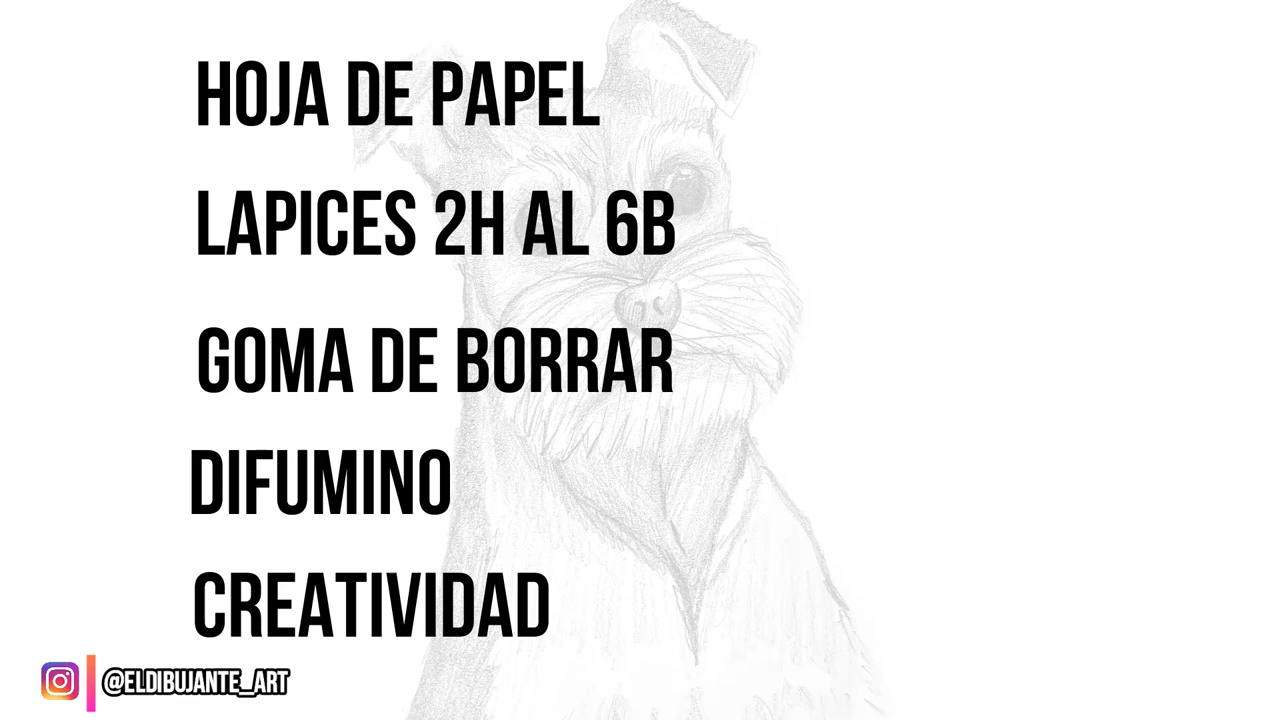 HOJA DE PAPEL
LAPICES 2H AL 6B
GOMA DE BORRAR
DIFUMINO
CREATIVIDAD
@ELDIBUJANTE_ART